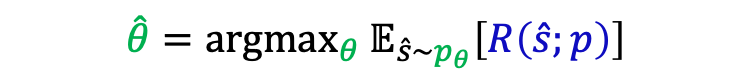 θ̂ = argmax_θ 𝔼_{ŝ~p_θ}[R(ŝ; p)]